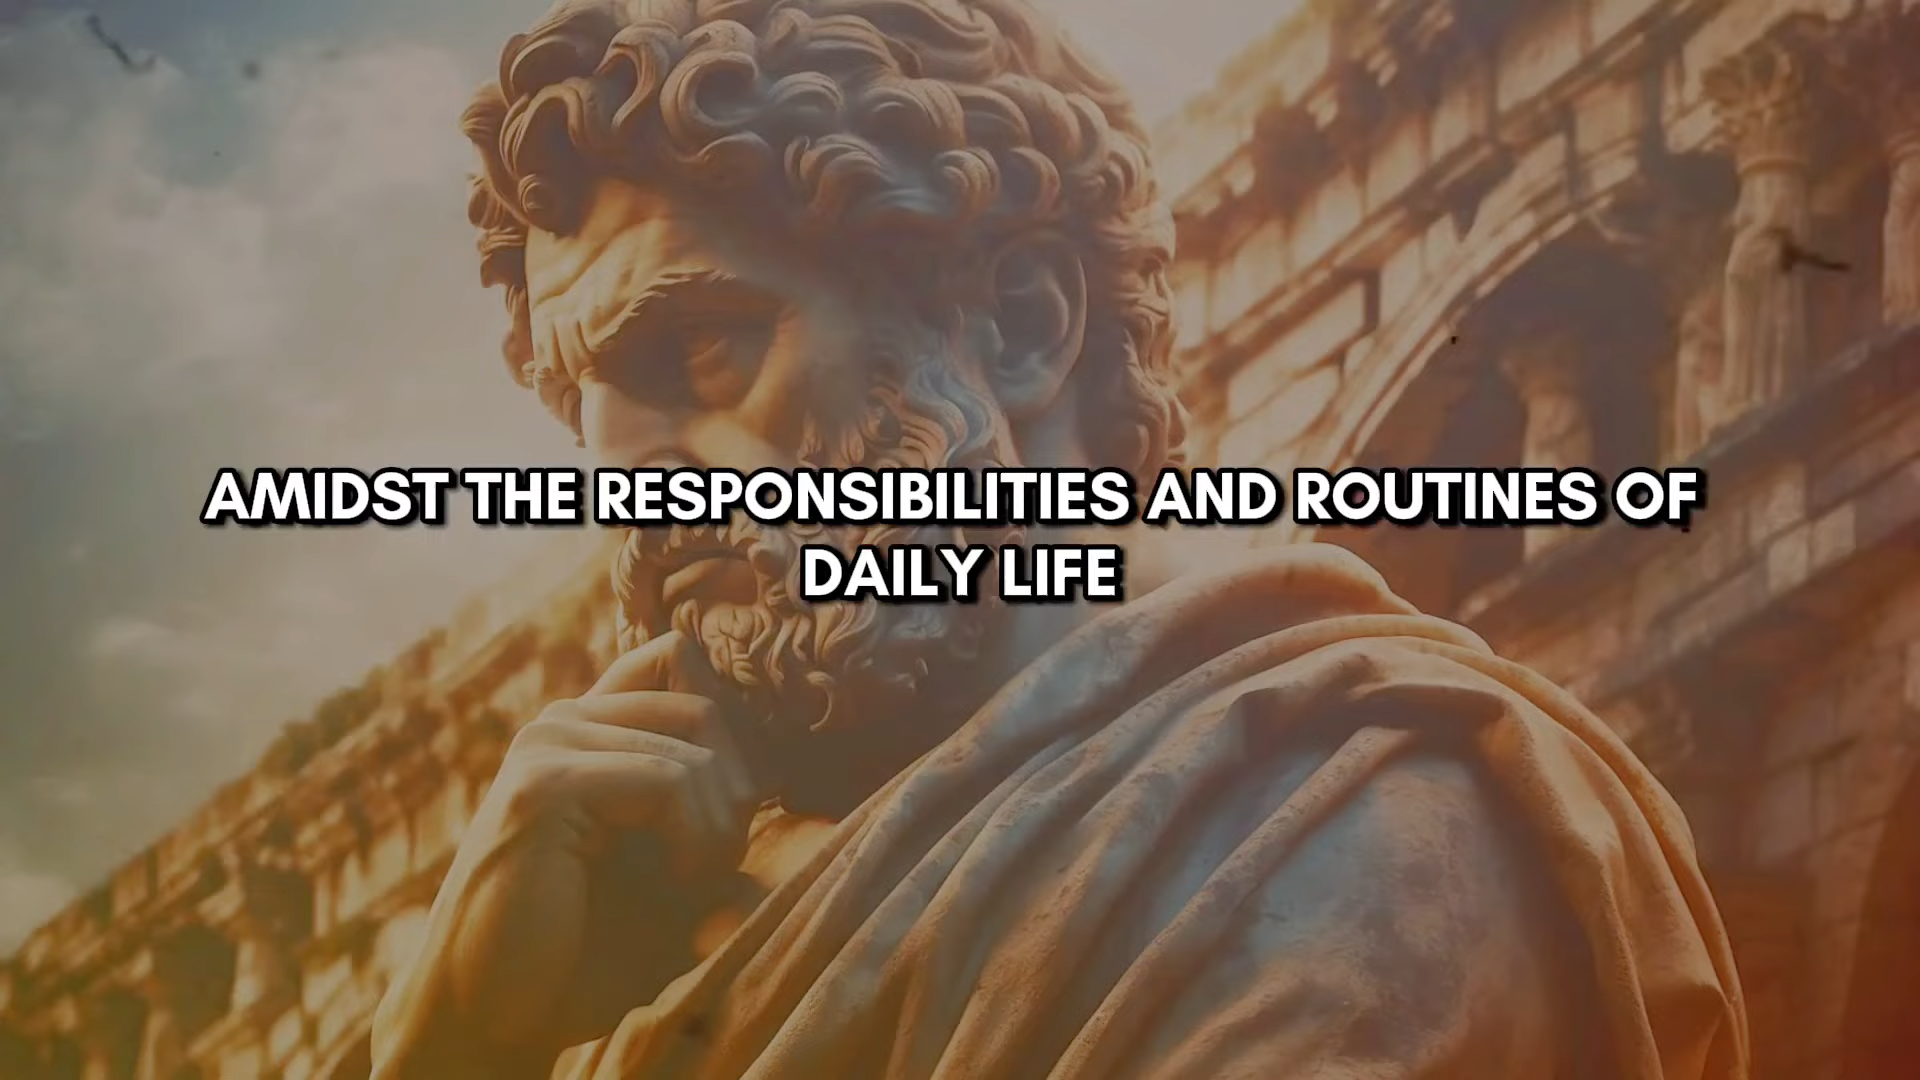 AMIDST THE RESPONSIBILITIES AND ROUTINES OF
DAILY LIFE